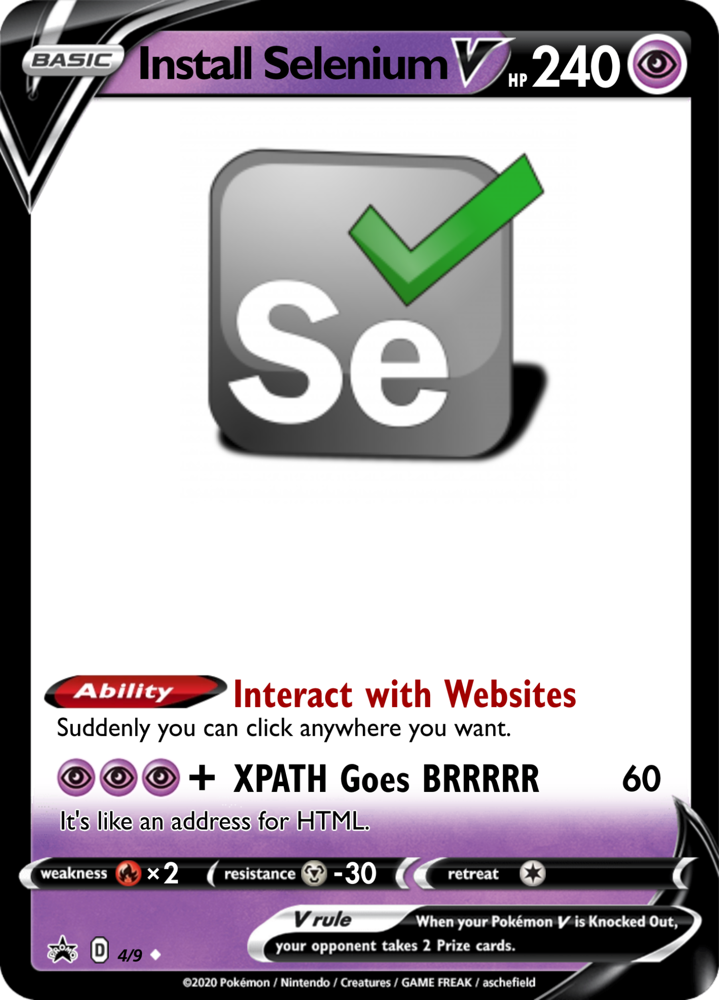 BASIC Install Selenium V HP 240
Se
Ability Interact with Websites
Suddenly you can click anywhere you want.
+ XPATH Goes BRRRRR 60
It's like an address for HTML.
weakness ×2 resistance -30 retreat
V rule When your Pokémon V is Knocked Out,
your opponent takes 2 Prize cards.
PROMO D 4/9
©2020 Pokémon / Nintendo / Creatures / GAME FREAK / aschefield